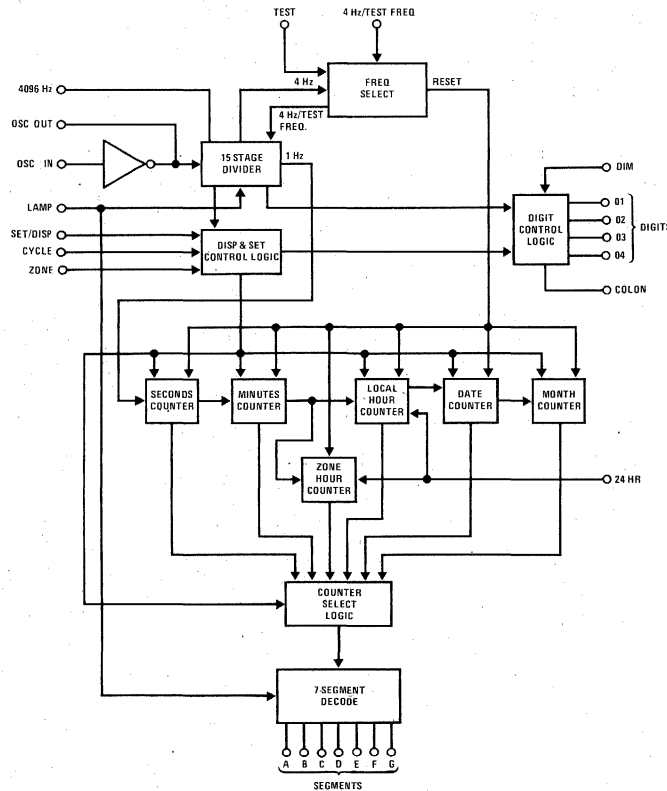 TEST
4 Hz/TEST FREQ
4096 Hz
4 Hz
FREQ
SELECT
RESET
OSC OUT
4 Hz/TEST
FREQ.
OSC IN
15 STAGE
DIVIDER
1 Hz
DIM
LAMP
01
02
03
04
DIGITS
DIGIT
CONTROL
LOGIC
SET/DISP
CYCLE
ZONE
DISP & SET
CONTROL LOGIC
COLON
SECONDS
COUNTER
MINUTES
COUNTER
LOCAL
HOUR
COUNTER
DATE
COUNTER
MONTH
COUNTER
ZONE
HOUR
COUNTER
24 HR
COUNTER
SELECT
LOGIC
7-SEGMENT
DECODE
A B C D E F G
SEGMENTS